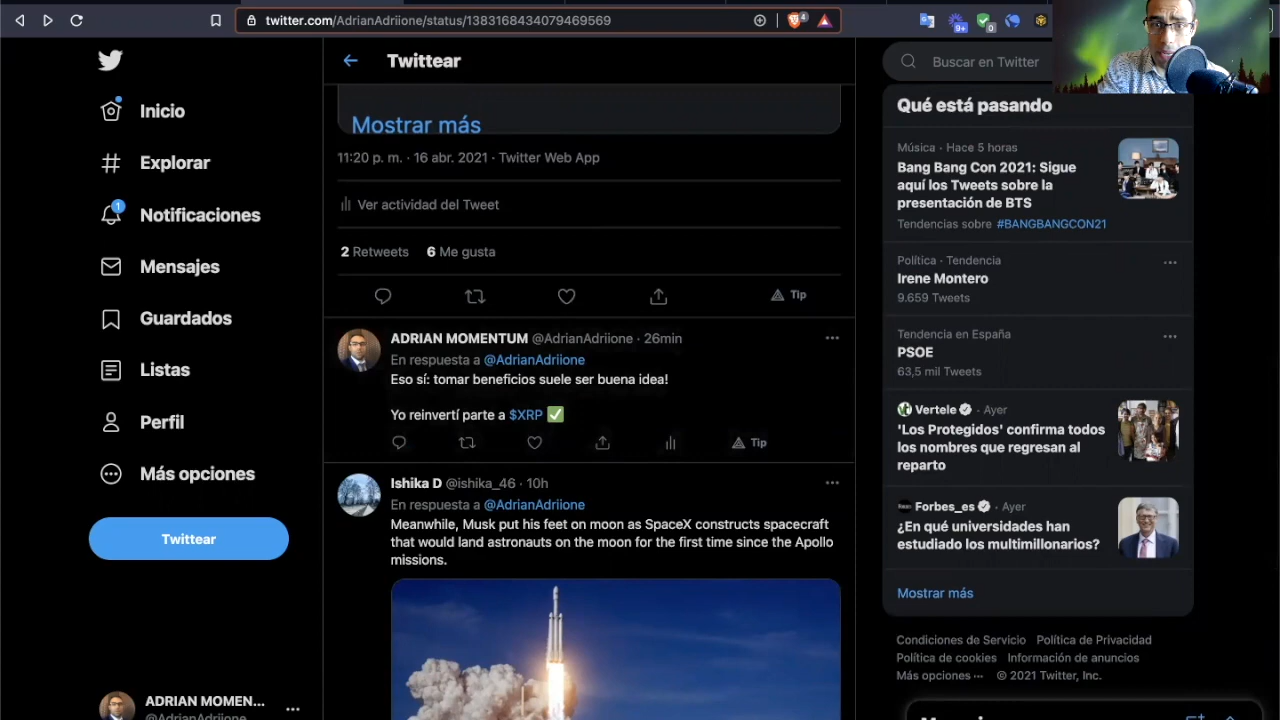 twitter.com/AdrianAdriione/status/1383168434079469569
4
9+
0
Inicio
Explorar
1
Notificaciones
Mensajes
Guardados
Listas
Perfil
Más opciones
Twittear
ADRIAN MOMEN...
@AdrianAdriione
Twittear
Mostrar más
11:20 p. m. · 16 abr. 2021 · Twitter Web App
Ver actividad del Tweet
2 Retweets 6 Me gusta
Tip
ADRIAN MOMENTUM @AdrianAdriione · 26min
En respuesta a @AdrianAdriione
Eso sí: tomar beneficios suele ser buena idea!
Yo reinvertí parte a $XRP ✅
Tip
Ishika D @ishika_46 · 10h
En respuesta a @AdrianAdriione
Meanwhile, Musk put his feet on moon as SpaceX constructs spacecraft
that would land astronauts on the moon for the first time since the Apollo
missions.
Buscar en Twitter
Qué está pasando
Música · Hace 5 horas
Bang Bang Con 2021: Sigue
aquí los Tweets sobre la
presentación de BTS
Tendencias sobre #BANGBANGCON21
Política · Tendencia
Irene Montero
9.659 Tweets
Tendencia en España
PSOE
63,5 mil Tweets
Vertele · Ayer
'Los Protegidos' confirma todos
los nombres que regresan al
reparto
Forbes_es · Ayer
¿En qué universidades han
estudiado los multimillonarios?
Mostrar más
Condiciones de Servicio Política de Privacidad
Política de cookies Información de anuncios
Más opciones ··· © 2021 Twitter, Inc.